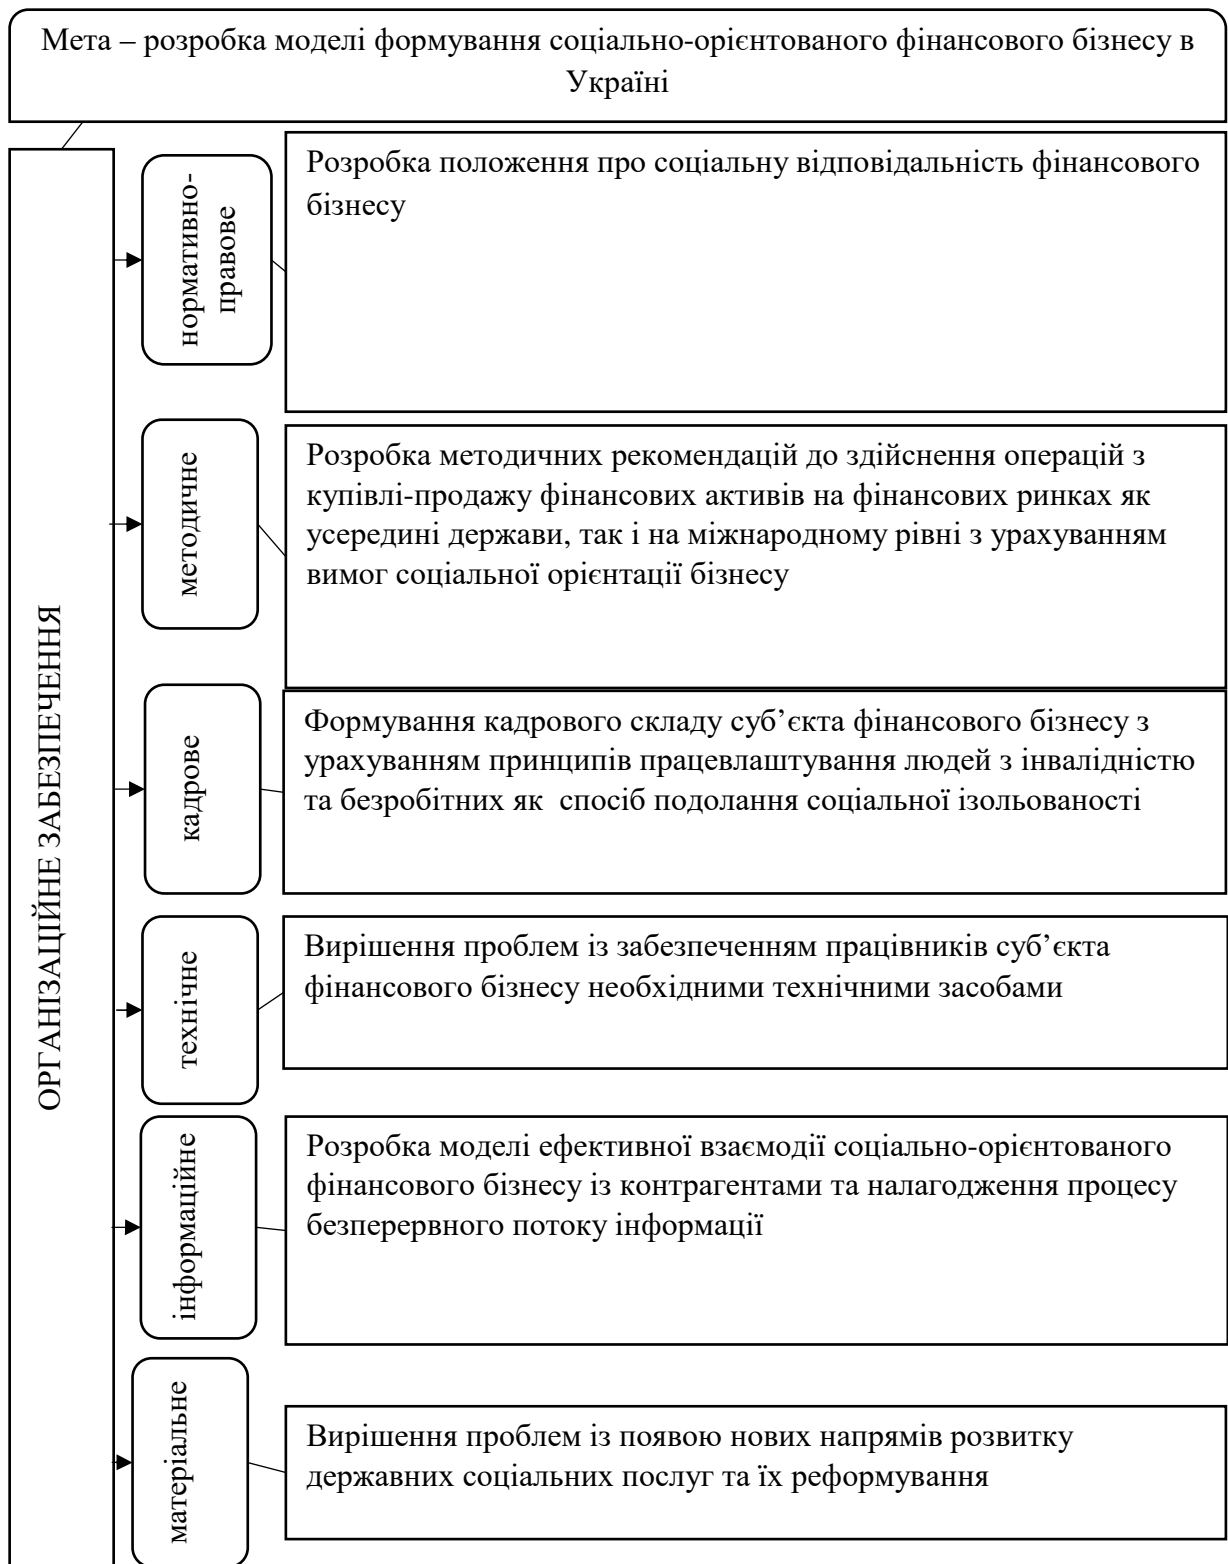 Мета – розробка моделі формування соціально-орієнтованого фінансового бізнесу в
Україні
ОРГАНІЗАЦІЙНЕ ЗАБЕЗПЕЧЕННЯ
нормативно-
правове
Розробка положення про соціальну відповідальність фінансового
бізнесу
методичне
Розробка методичних рекомендацій до здійснення операцій з
купівлі-продажу фінансових активів на фінансових ринках як
усередині держави, так і на міжнародному рівні з урахуванням
вимог соціальної орієнтації бізнесу
кадрове
Формування кадрового складу суб’єкта фінансового бізнесу з
урахуванням принципів працевлаштування людей з інвалідністю
та безробітних як спосіб подолання соціальної ізольованості
технічне
Вирішення проблем із забезпеченням працівників суб’єкта
фінансового бізнесу необхідними технічними засобами
інформаційне
Розробка моделі ефективної взаємодії соціально-орієнтованого
фінансового бізнесу із контрагентами та налагодження процесу
безперервного потоку інформації
матеріальне
Вирішення проблем із появою нових напрямів розвитку
державних соціальних послуг та їх реформування